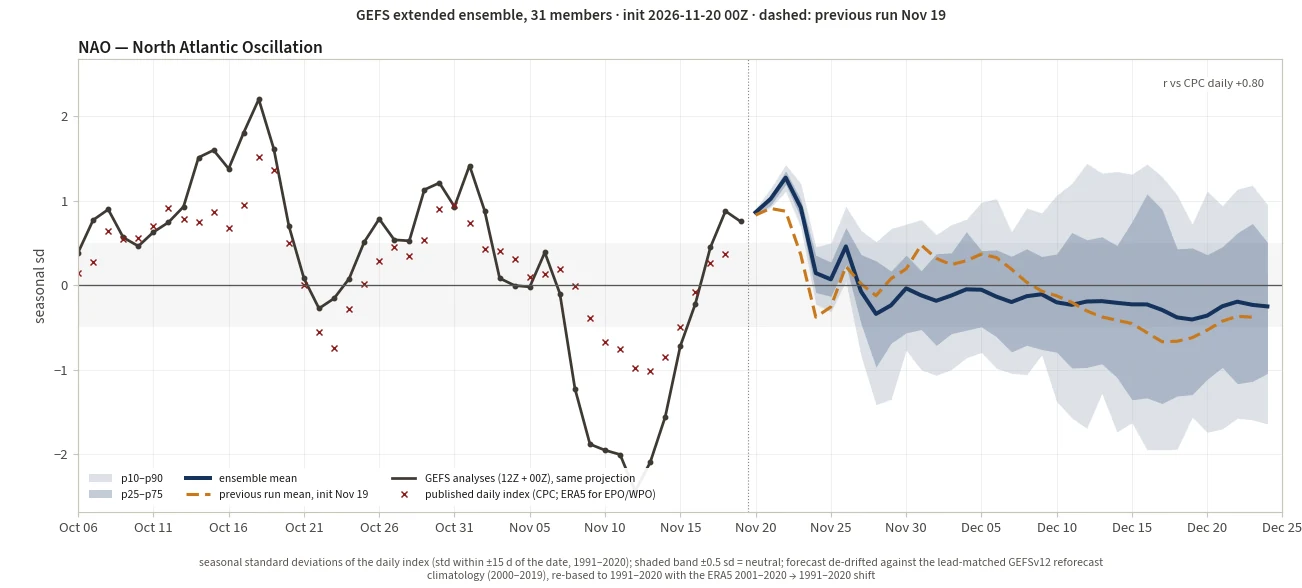 GEFS extended ensemble, 31 members · init 2026-11-20 00Z · dashed: previous run Nov 19
NAO — North Atlantic Oscillation
r vs CPC daily +0.80
seasonal sd
2
1
0
−1
−2
p10–p90
p25–p75
ensemble mean
previous run mean, init Nov 19
GEFS analyses (12Z + 00Z), same projection
published daily index (CPC; ERA5 for EPO/WPO)
Oct 06 Oct 11 Oct 16 Oct 21 Oct 26 Oct 31 Nov 05 Nov 10 Nov 15 Nov 20 Nov 25 Nov 30 Dec 05 Dec 10 Dec 15 Dec 20 Dec 25
seasonal standard deviations of the daily index (std within ±15 d of the date, 1991–2020); shaded band ±0.5 sd = neutral; forecast de-drifted against the lead-matched GEFSv12 reforecast
climatology (2000–2019), re-based to 1991–2020 with the ERA5 2001–2020 → 1991–2020 shift